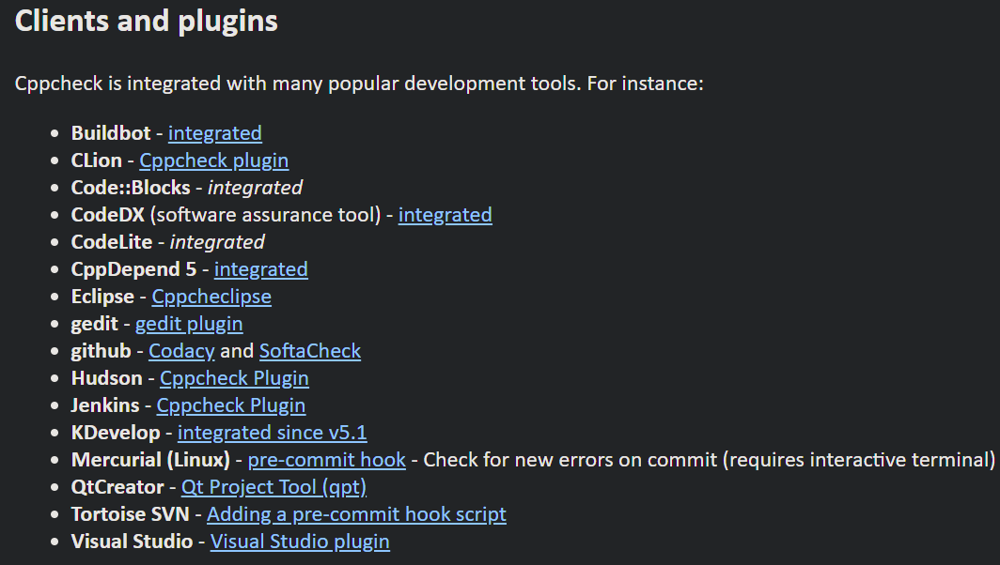 Clients and plugins
Cppcheck is integrated with many popular development tools. For instance:
• Buildbot - integrated
• CLion - Cppcheck plugin
• Code::Blocks - integrated
• CodeDX (software assurance tool) - integrated
• CodeLite - integrated
• CppDepend 5 - integrated
• Eclipse - Cppcheclipse
• gedit - gedit plugin
• github - Codacy and SoftaCheck
• Hudson - Cppcheck Plugin
• Jenkins - Cppcheck Plugin
• KDevelop - integrated since v5.1
• Mercurial (Linux) - pre-commit hook - Check for new errors on commit (requires interactive terminal)
• QtCreator - Qt Project Tool (qpt)
• Tortoise SVN - Adding a pre-commit hook script
• Visual Studio - Visual Studio plugin